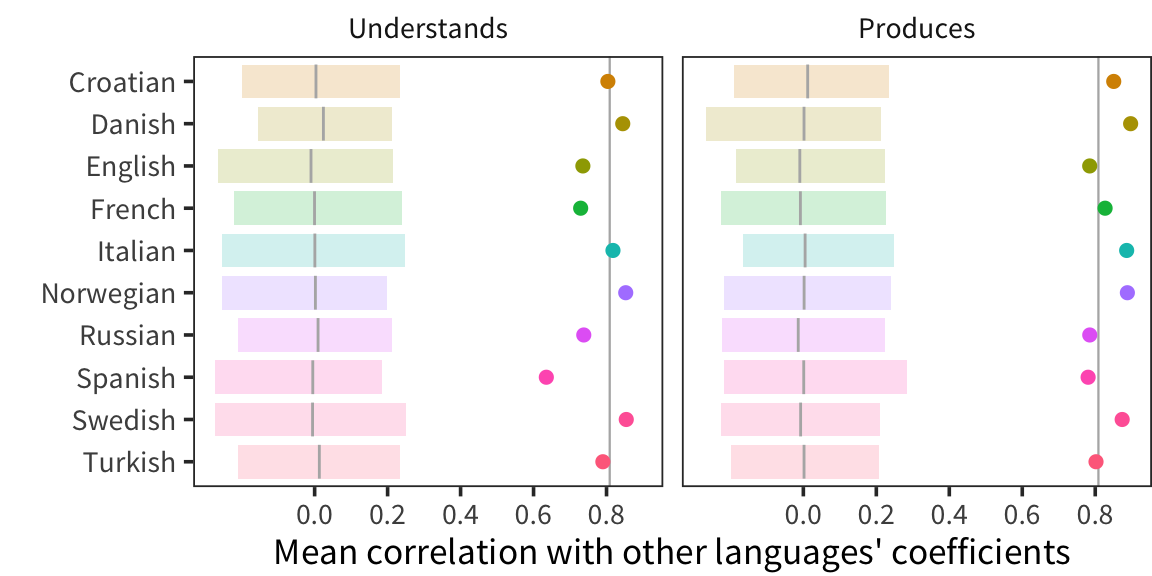 Understands
Produces
Croatian
Danish
English
French
Italian
Norwegian
Russian
Spanish
Swedish
Turkish
0.0 0.2 0.4 0.6 0.8
0.0 0.2 0.4 0.6 0.8
Mean correlation with other languages' coefficients